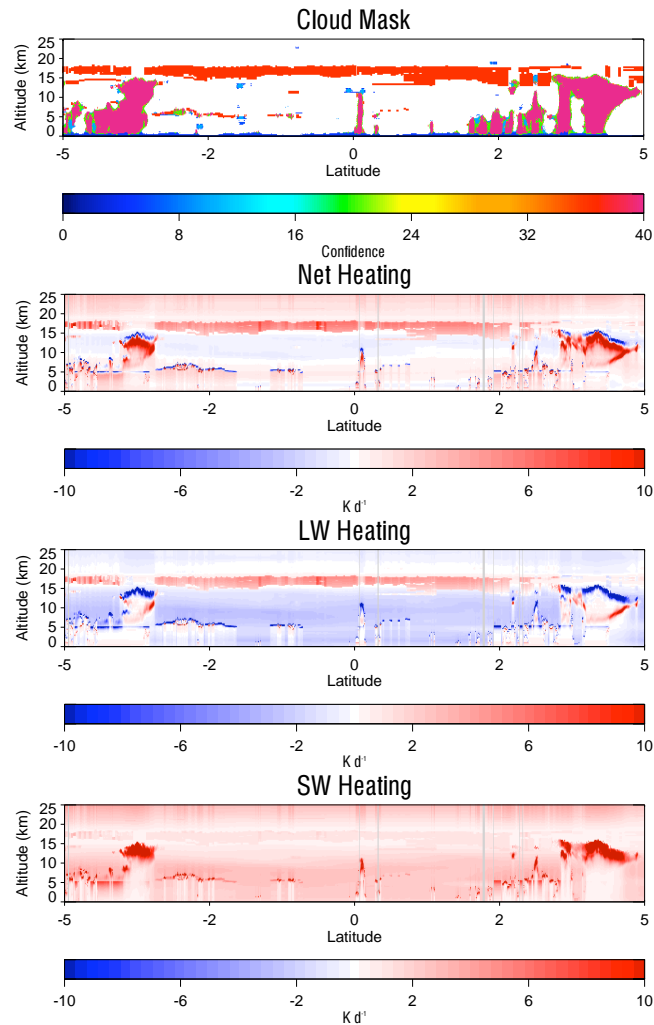 Cloud Mask
Altitude (km)
25
20
15
10
5
0
-5 -2 0 2 5
Latitude
0 8 16 24 32 40
Confidence
Net Heating
Altitude (km)
25
20
15
10
5
0
-5 -2 0 2 5
Latitude
-10 -6 -2 2 6 10
K d⁻¹
LW Heating
Altitude (km)
25
20
15
10
5
0
-5 -2 0 2 5
Latitude
-10 -6 -2 2 6 10
K d⁻¹
SW Heating
Altitude (km)
25
20
15
10
5
0
-5 -2 0 2 5
Latitude
-10 -6 -2 2 6 10
K d⁻¹